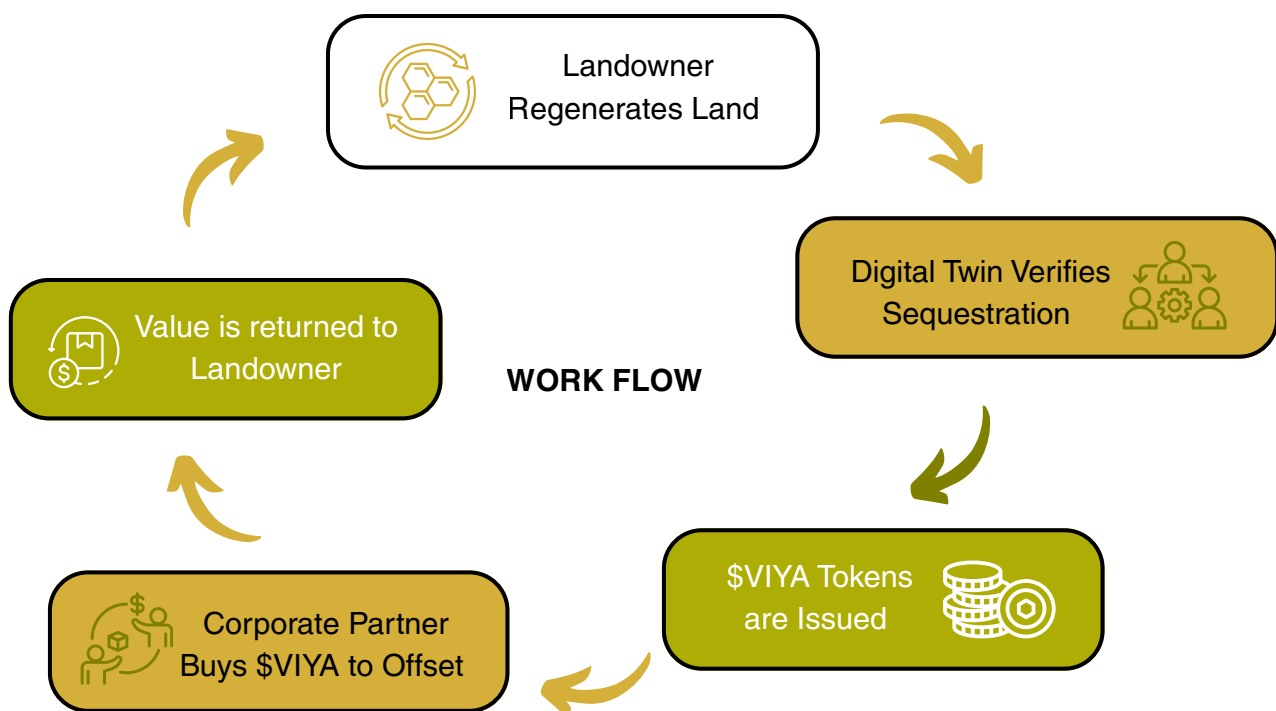 Landowner
Regenerates Land
Digital Twin Verifies
Sequestration
$VIYA Tokens
are Issued
Corporate Partner
Buys $VIYA to Offset
Value is returned to
Landowner
WORK FLOW